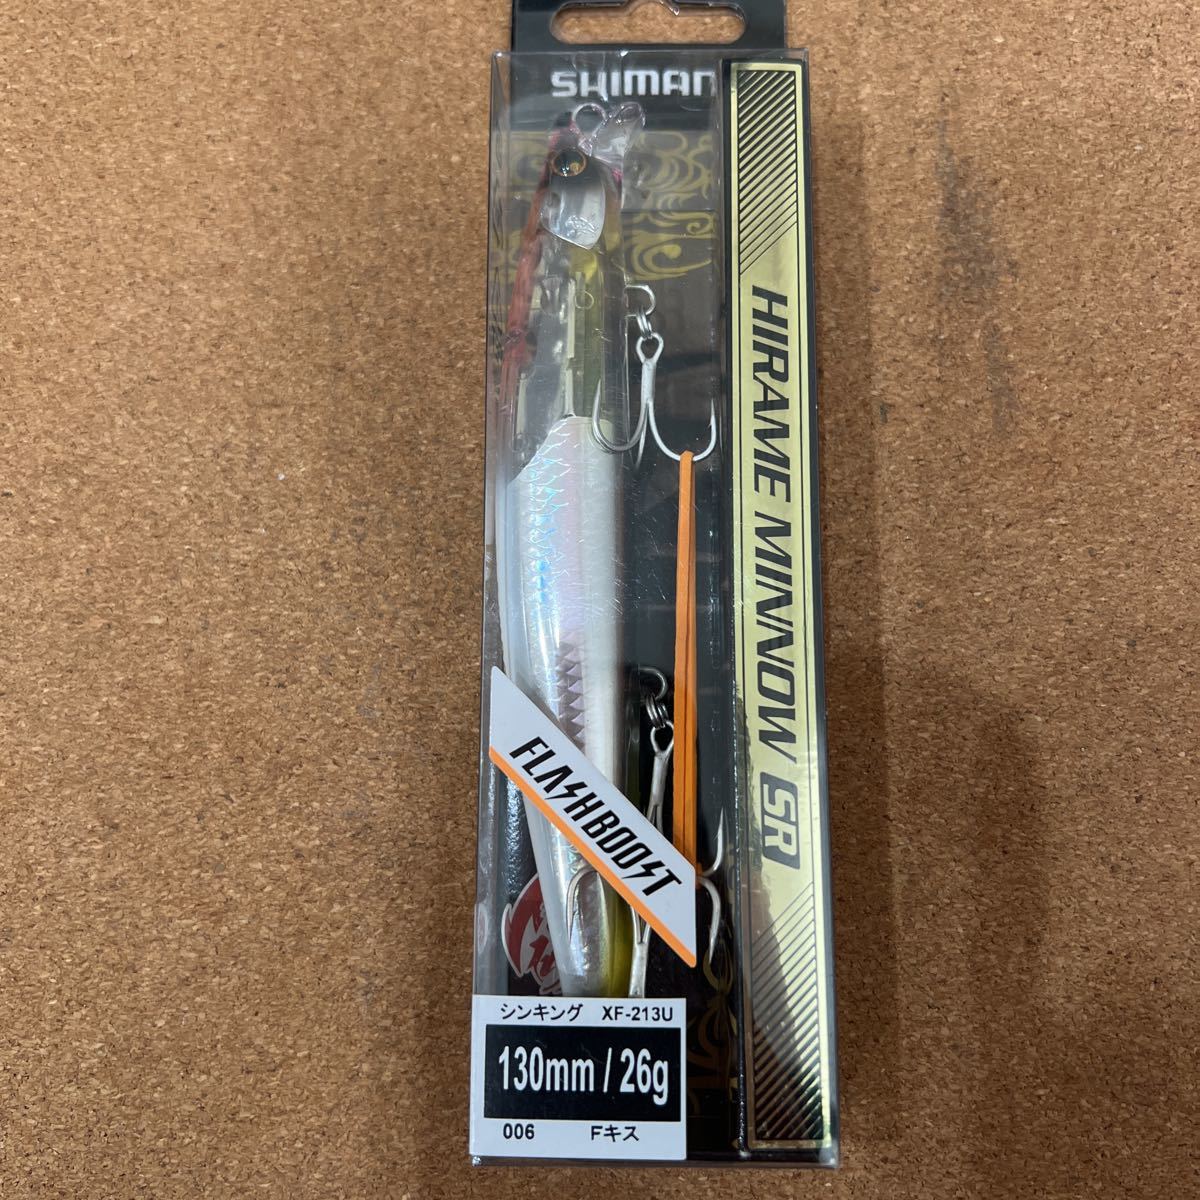 SHIMAN
HIRAME MINNOW SR
FLASHBOOST
シンキング XF-213U
130mm / 26g
006 Fキス